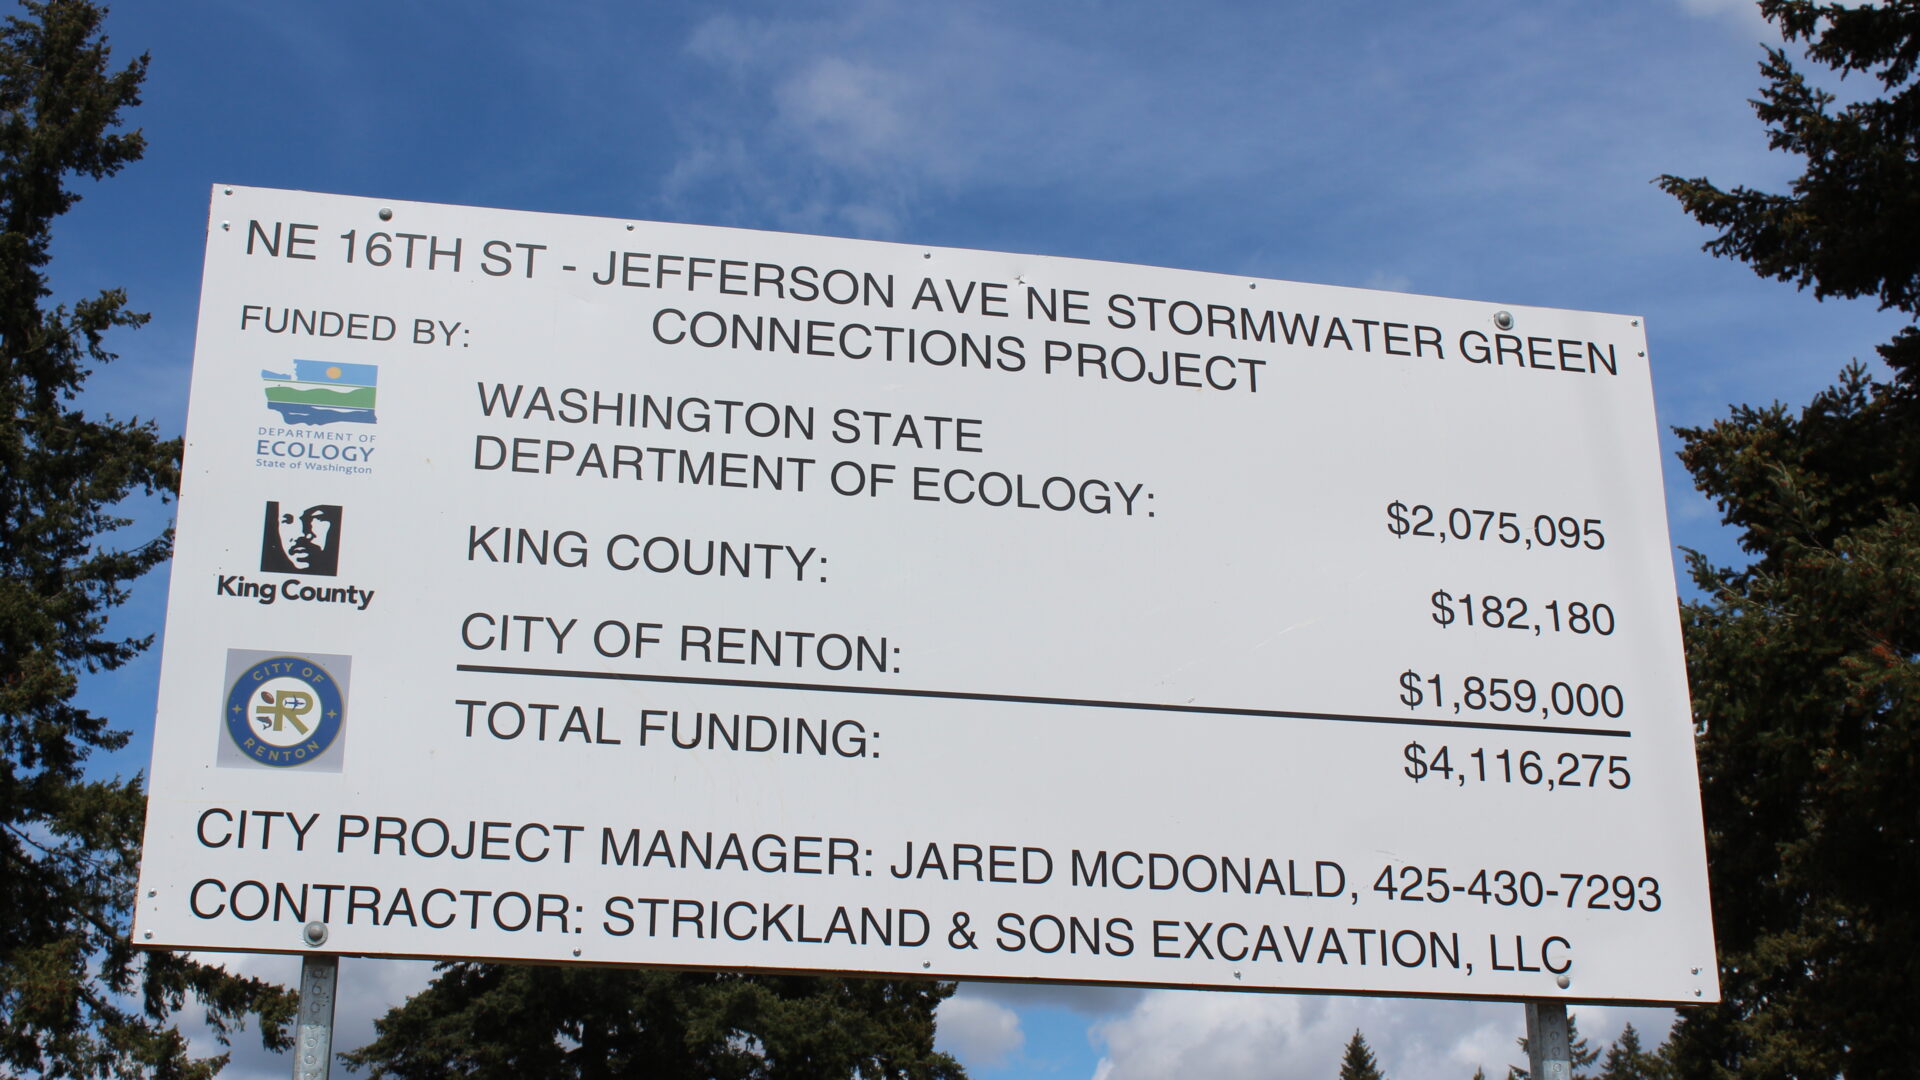 NE 16TH ST - JEFFERSON AVE NE STORMWATER GREEN
CONNECTIONS PROJECT
FUNDED BY:
DEPARTMENT OF
ECOLOGY
State of Washington
WASHINGTON STATE
DEPARTMENT OF ECOLOGY: $2,075,095
King County
KING COUNTY: $182,180
CITY OF RENTON
R
CITY OF RENTON: $1,859,000
TOTAL FUNDING: $4,116,275
CITY PROJECT MANAGER: JARED MCDONALD, 425-430-7293
CONTRACTOR: STRICKLAND & SONS EXCAVATION, LLC